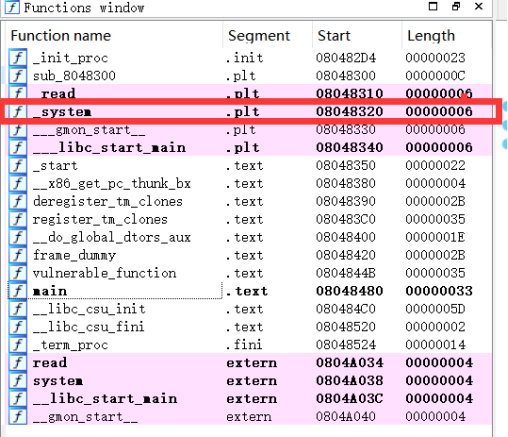 Functions window
Function name Segment Start Length
f _init_proc .init 080482D4 00000023
f sub_8048300 .plt 08048300 0000000C
f _read .plt 08048310 00000006
f _system .plt 08048320 00000006
f ___gmon_start__ .plt 08048330 00000006
f ___libc_start_main .plt 08048340 00000006
f _start .text 08048350 00000022
f __x86_get_pc_thunk_bx .text 08048380 00000004
f deregister_tm_clones .text 08048390 0000002B
f register_tm_clones .text 080483C0 00000035
f __do_global_dtors_aux .text 08048400 0000001E
f frame_dummy .text 08048420 0000002B
f vulnerable_function .text 0804844B 00000035
f main .text 08048480 00000033
f __libc_csu_init .text 080484C0 0000005D
f __libc_csu_fini .text 08048520 00000002
f _term_proc .fini 08048524 00000014
f read extern 0804A034 00000004
f system extern 0804A038 00000004
f __libc_start_main extern 0804A03C 00000004
f __gmon_start__ extern 0804A040 00000004